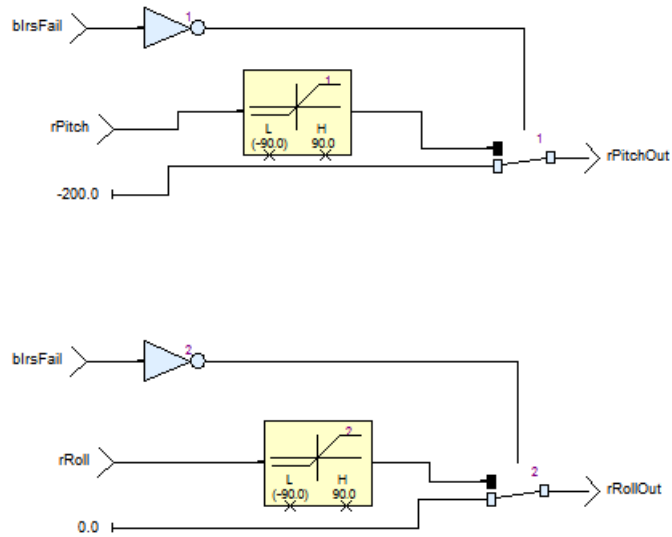 bIrsFail
1
rPitch
1
L H
(-90.0) 90.0
1
rPitchOut
-200.0
bIrsFail
2
rRoll
2
L H
(-90.0) 90.0
2
rRollOut
0.0